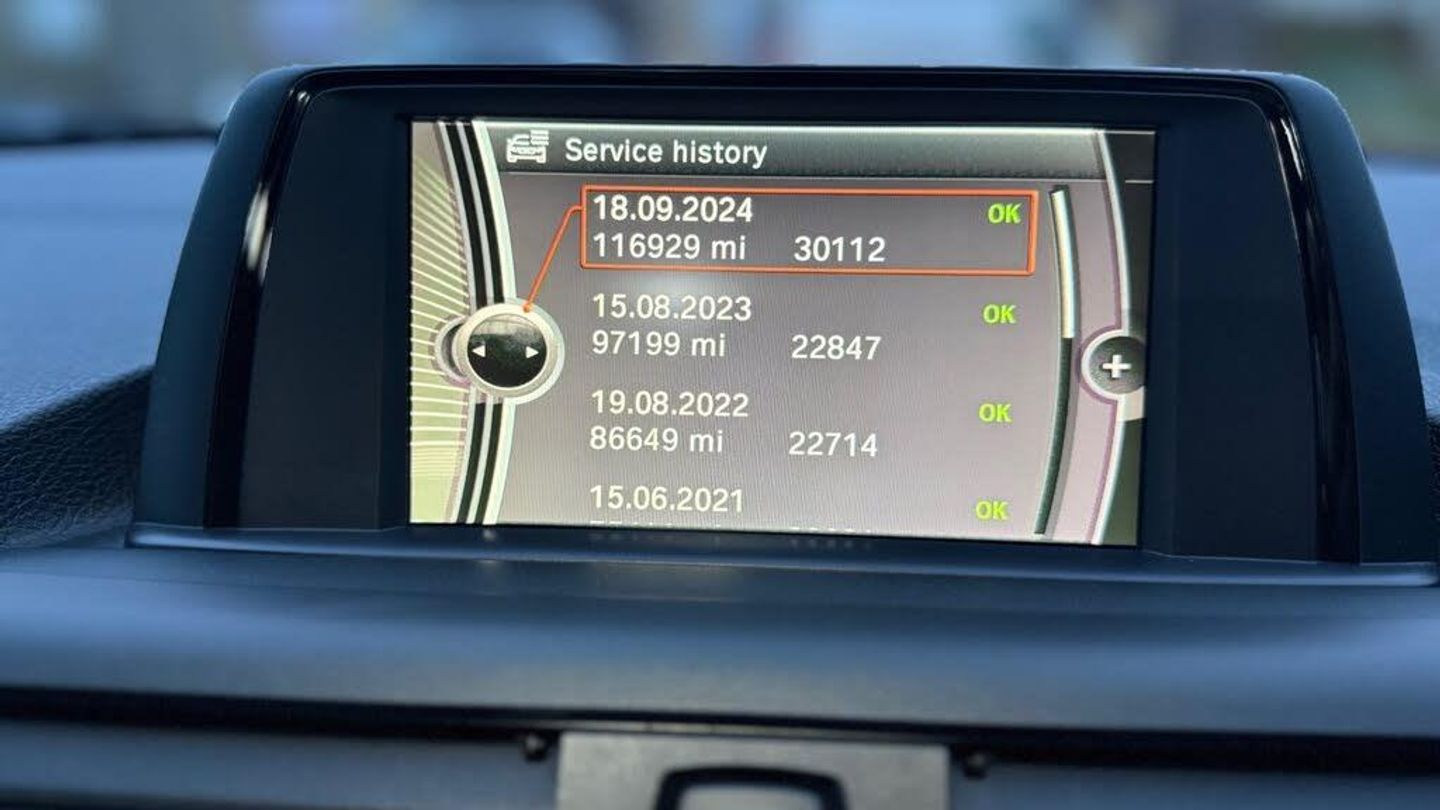 Service history
18.09.2024 OK
116929 mi 30112
15.08.2023 OK
97199 mi 22847
19.08.2022 OK
86649 mi 22714
15.06.2021 OK